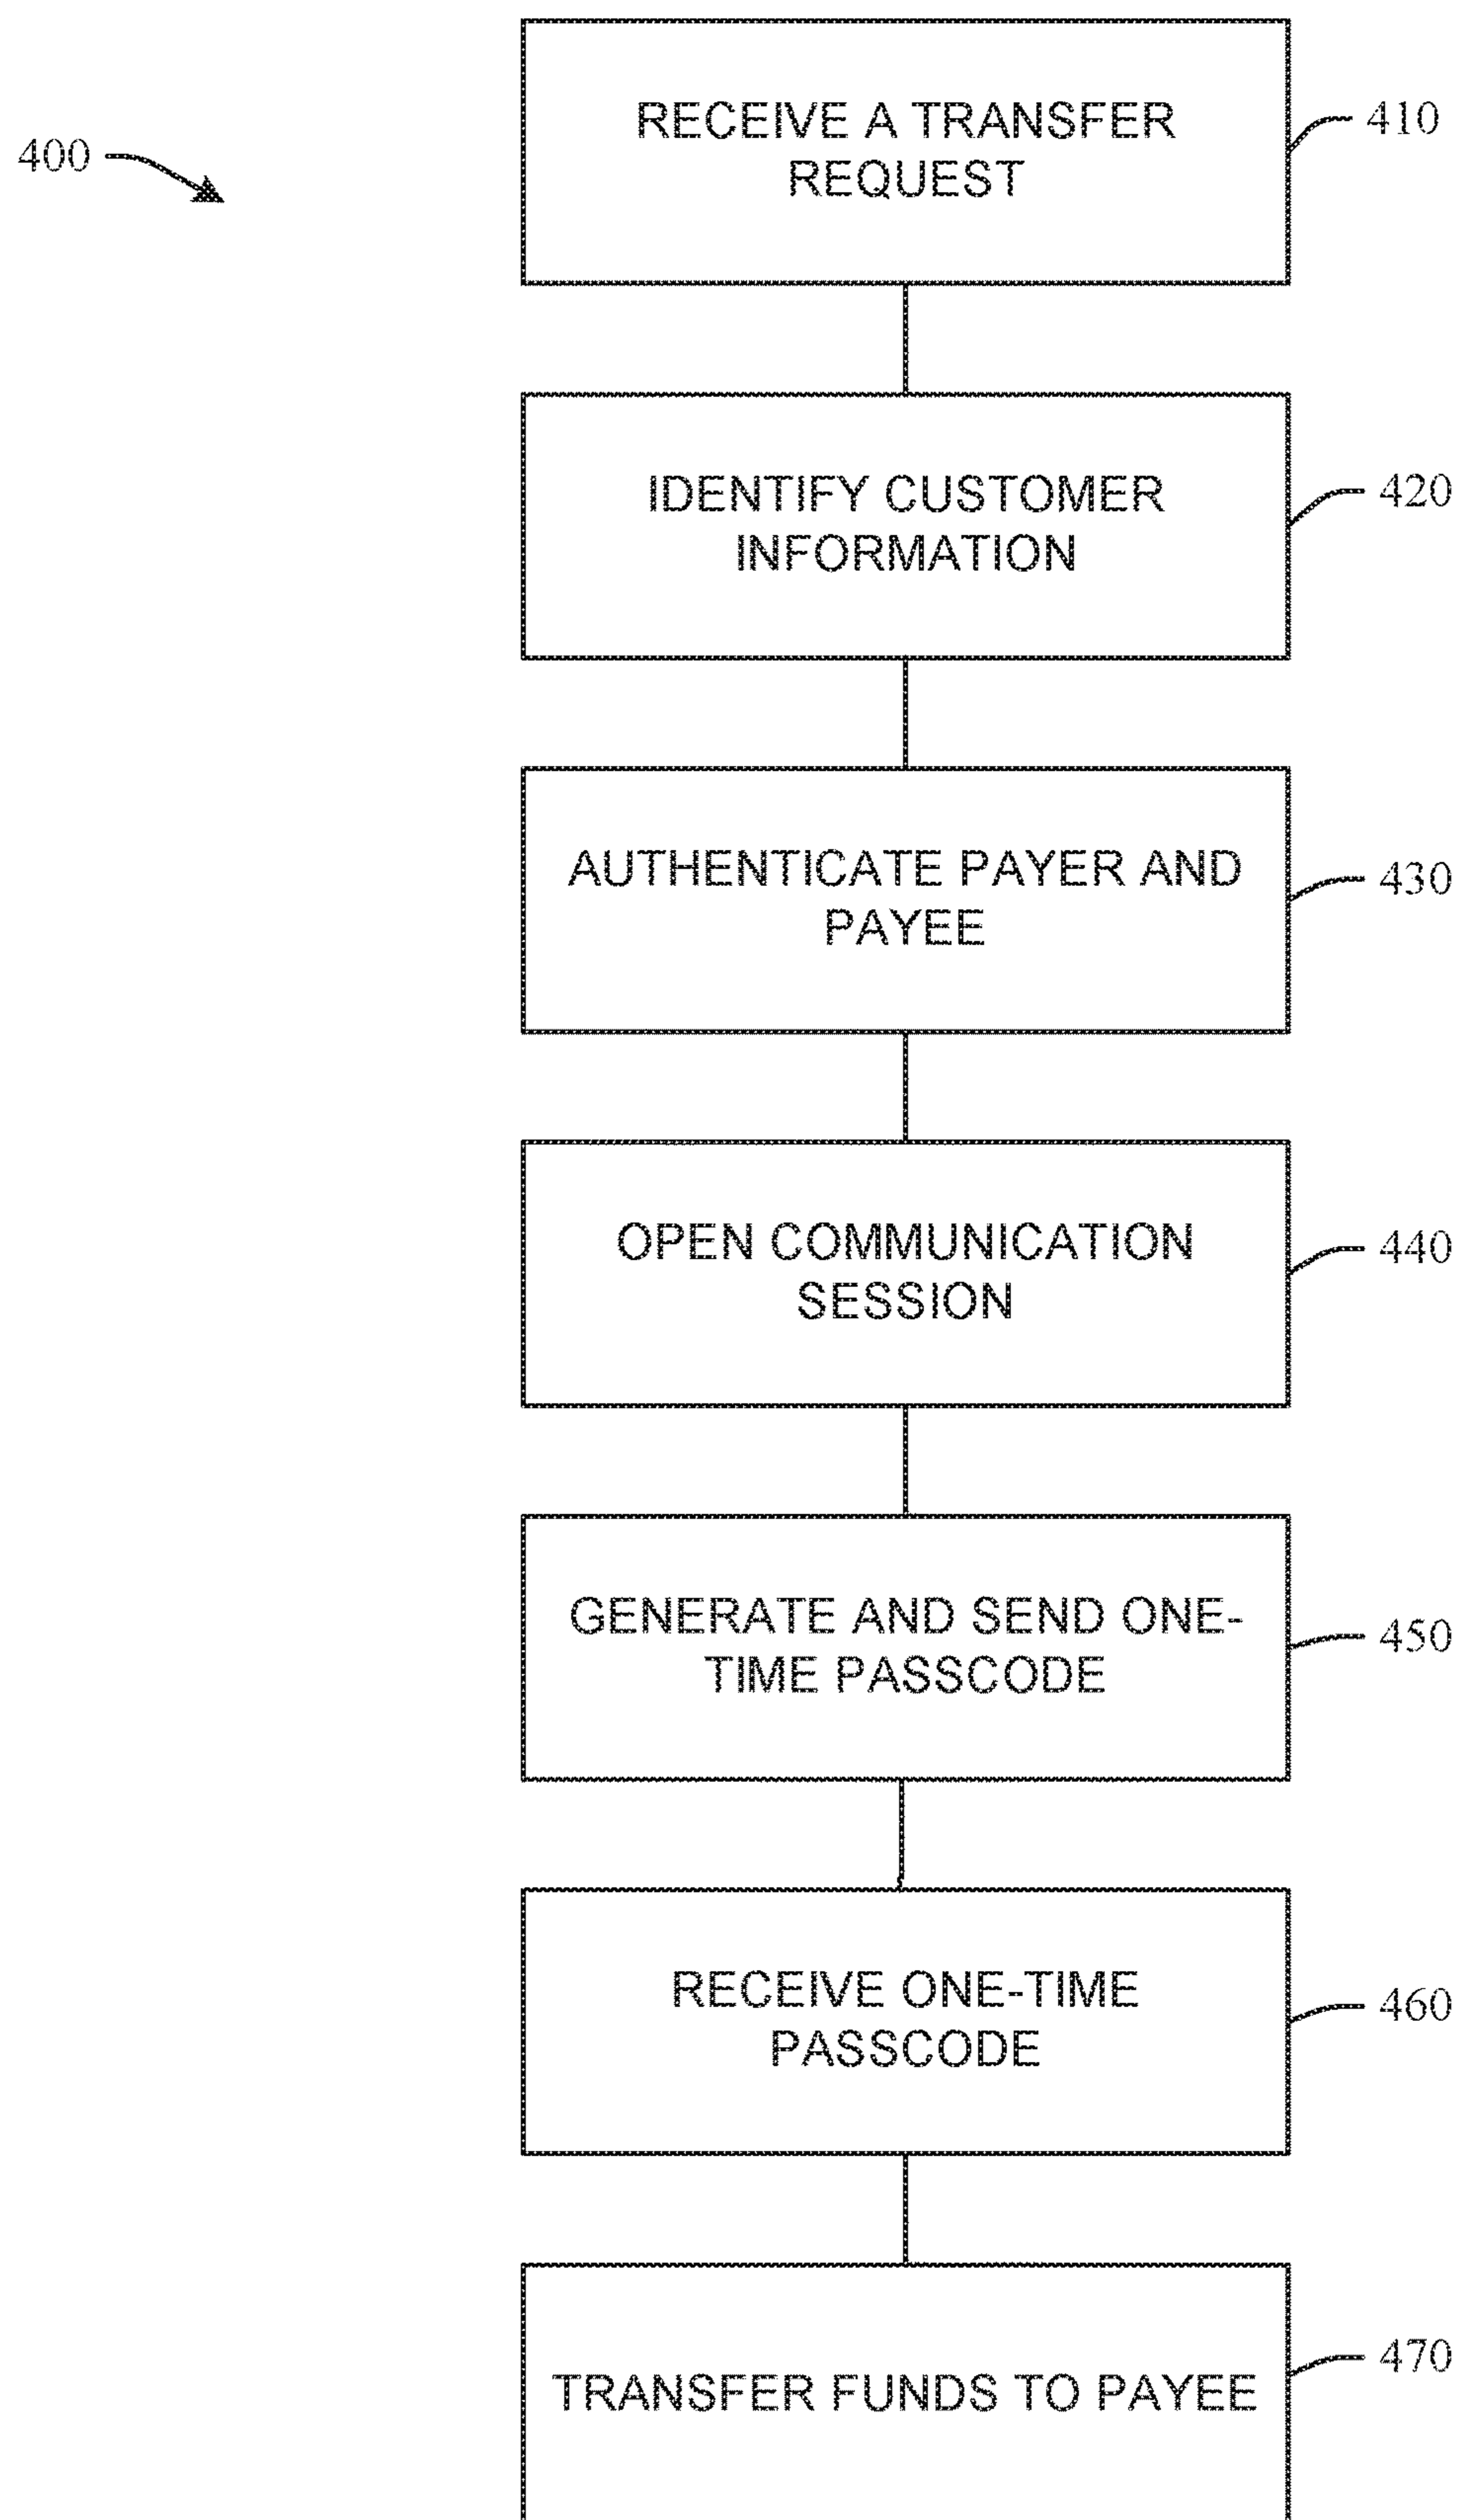 400
RECEIVE A TRANSFER
REQUEST
410
IDENTIFY CUSTOMER
INFORMATION
420
AUTHENTICATE PAYER AND
PAYEE
430
OPEN COMMUNICATION
SESSION
440
GENERATE AND SEND ONE-
TIME PASSCODE
450
RECEIVE ONE-TIME
PASSCODE
460
TRANSFER FUNDS TO PAYEE
470